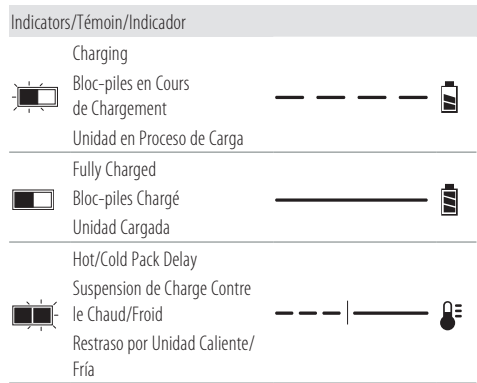 Indicators/Témoin/Indicador
Charging
Bloc-piles en Cours
de Chargement
Unidad en Proceso de Carga
Fully Charged
Bloc-piles Chargé
Unidad Cargada
Hot/Cold Pack Delay
Suspension de Charge Contre
le Chaud/Froid
Restraso por Unidad Caliente/
Fría